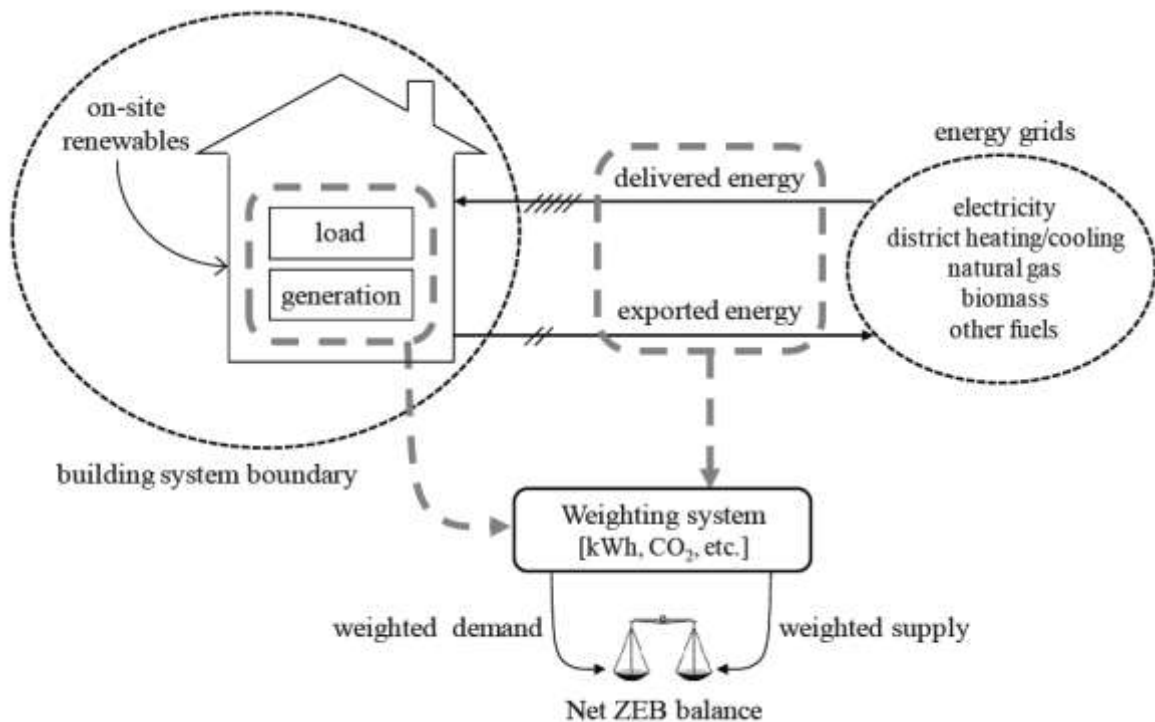 on-site
renewables
load
generation
building system boundary
delivered energy
exported energy
energy grids
electricity
district heating/cooling
natural gas
biomass
other fuels
Weighting system
[kWh, CO₂, etc.]
weighted demand
weighted supply
Net ZEB balance